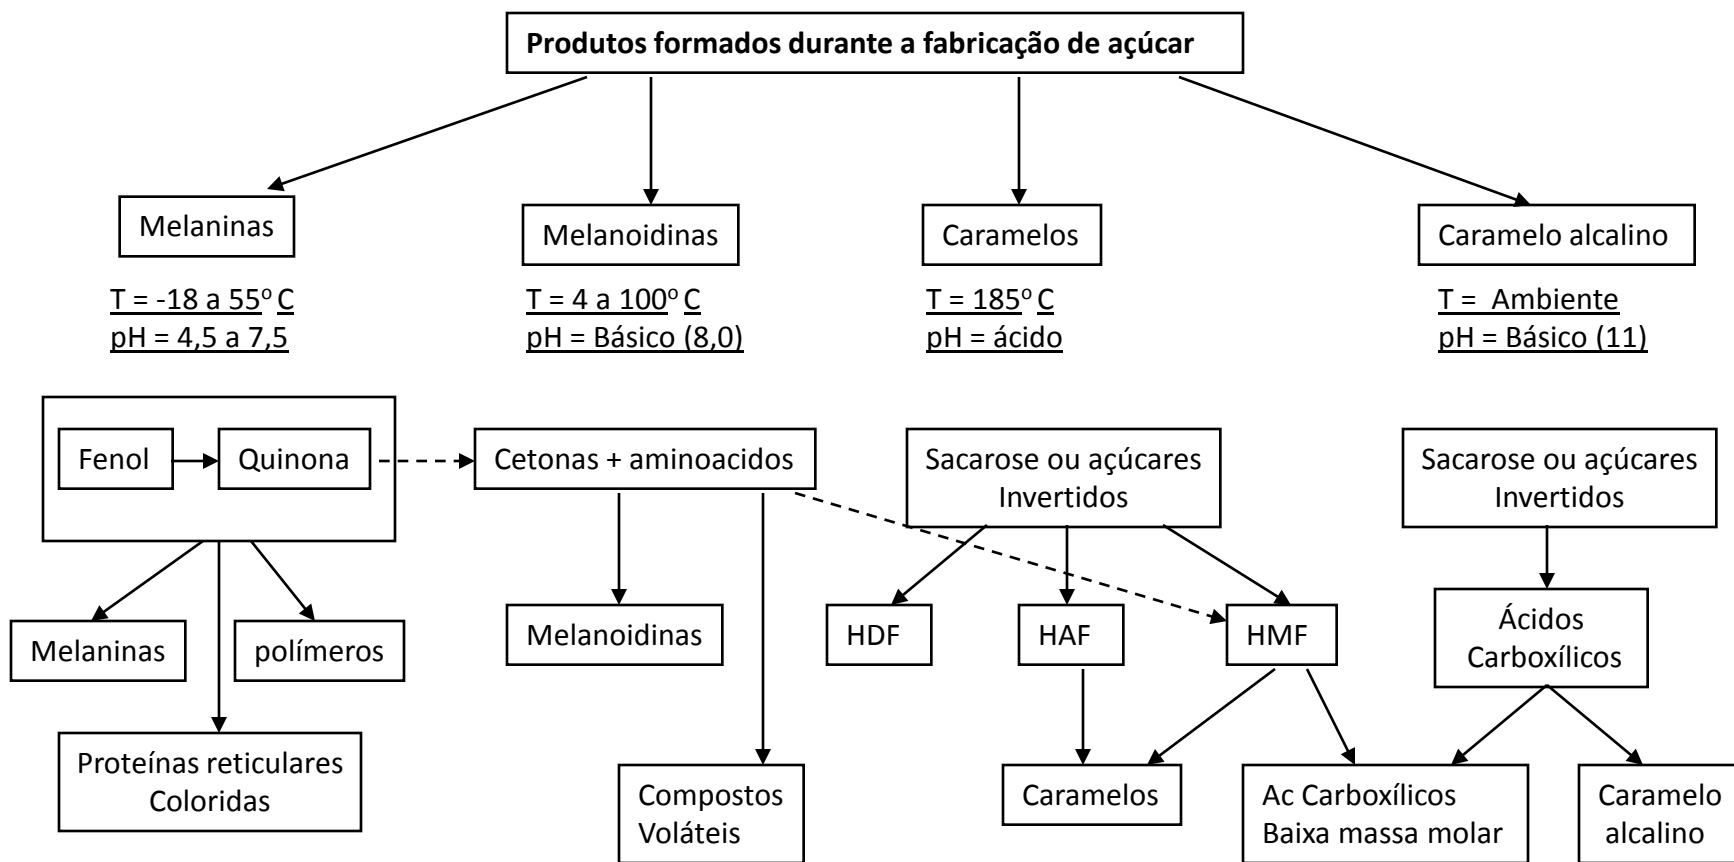 Produtos formados durante a fabricação de açúcar
Melaninas
Melanoidinas
Caramelos
Caramelo alcalino
T = -18 a 55º C
pH = 4,5 a 7,5
T = 4 a 100º C
pH = Básico (8,0)
T = 185º C
pH = ácido
T = Ambiente
pH = Básico (11)
Fenol
Quinona
Cetonas + aminoacidos
Sacarose ou açúcares
Invertidos
Sacarose ou açúcares
Invertidos
Melaninas
polímeros
Melanoidinas
HDF
HAF
HMF
Ácidos
Carboxílicos
Proteínas reticulares
Coloridas
Compostos
Voláteis
Caramelos
Ac Carboxílicos
Baixa massa molar
Caramelo
alcalino